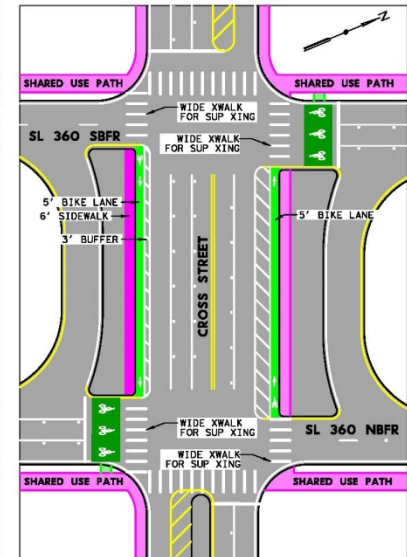 N
SHARED USE PATH
SHARED USE PATH
WIDE XWALK
FOR SUP XING
SL 360 SBFR
WIDE XWALK
FOR SUP XING
5' BIKE LANE
6' SIDEWALK
3' BUFFER
5' BIKE LANE
CROSS STREET
WIDE XWALK
FOR SUP XING
SL 360 NBFR
WIDE XWALK
FOR SUP XING
SHARED USE PATH
SHARED USE PATH